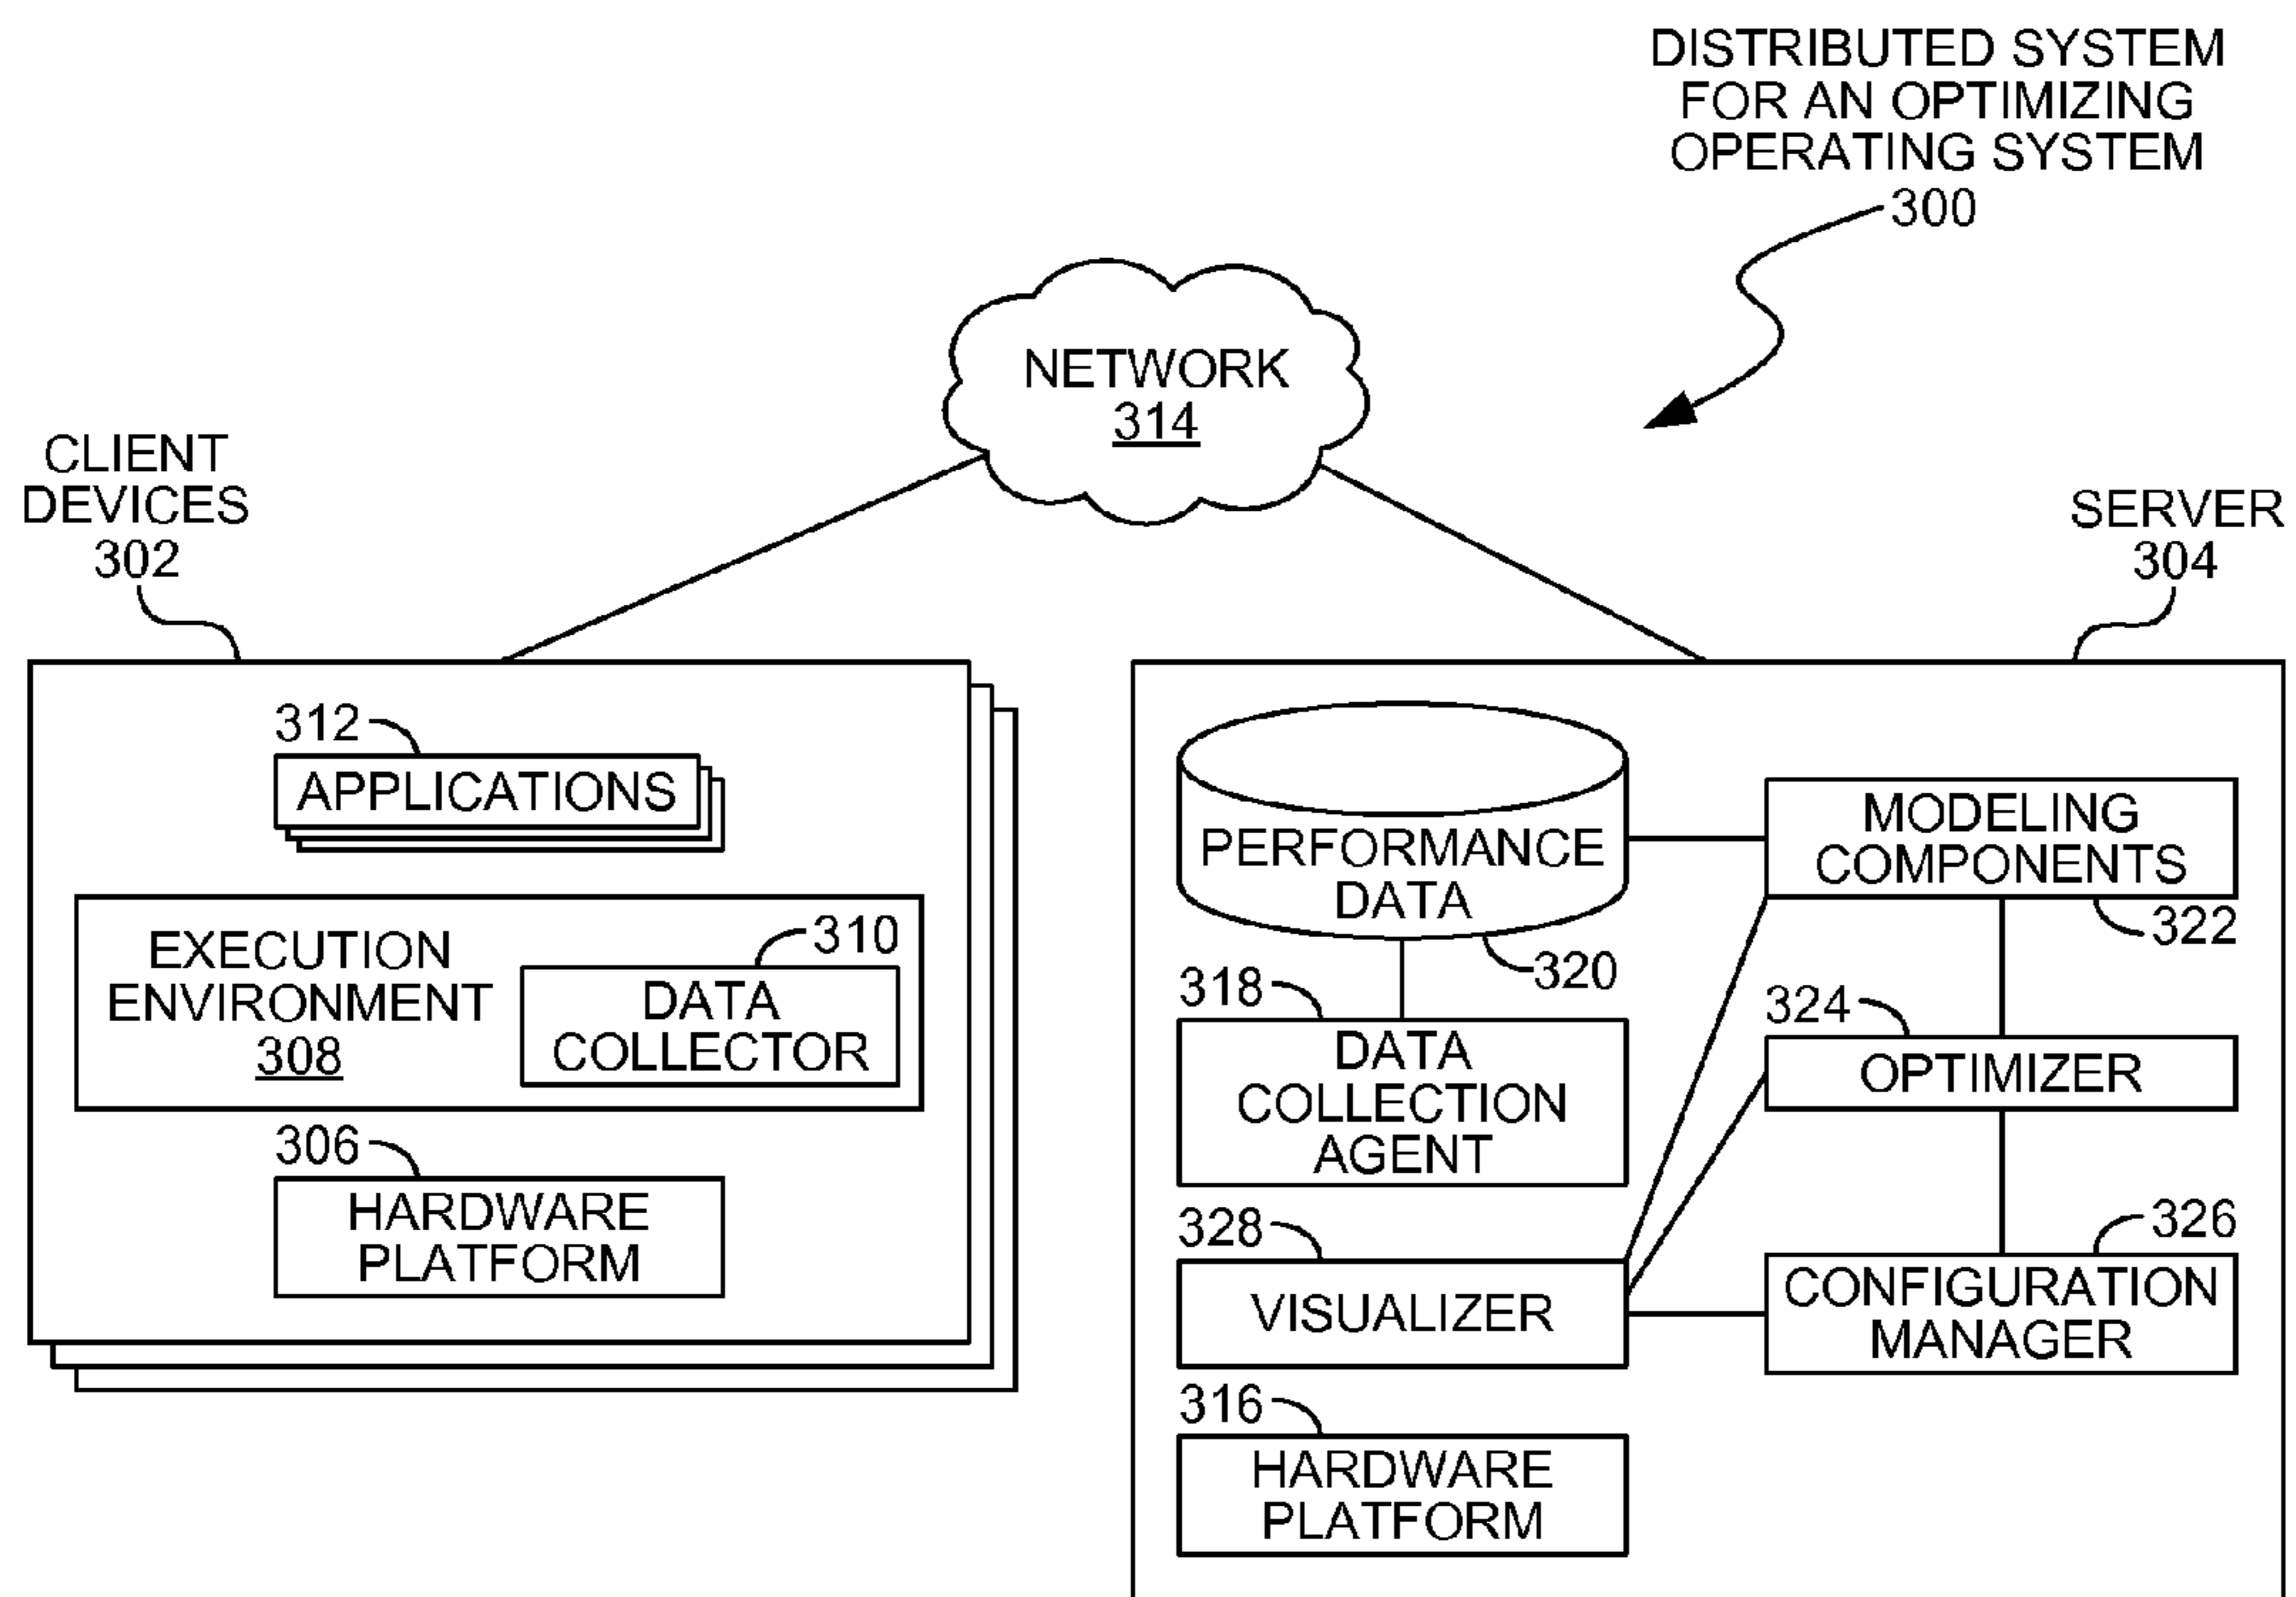 DISTRIBUTED SYSTEM
FOR AN OPTIMIZING
OPERATING SYSTEM
300
NETWORK
314
CLIENT
DEVICES
302
SERVER
304
312
APPLICATIONS
EXECUTION
ENVIRONMENT
308
310
DATA
COLLECTOR
306
HARDWARE
PLATFORM
PERFORMANCE
DATA
320
MODELING
COMPONENTS
322
318
DATA
COLLECTION
AGENT
324
OPTIMIZER
328
VISUALIZER
326
CONFIGURATION
MANAGER
316
HARDWARE
PLATFORM